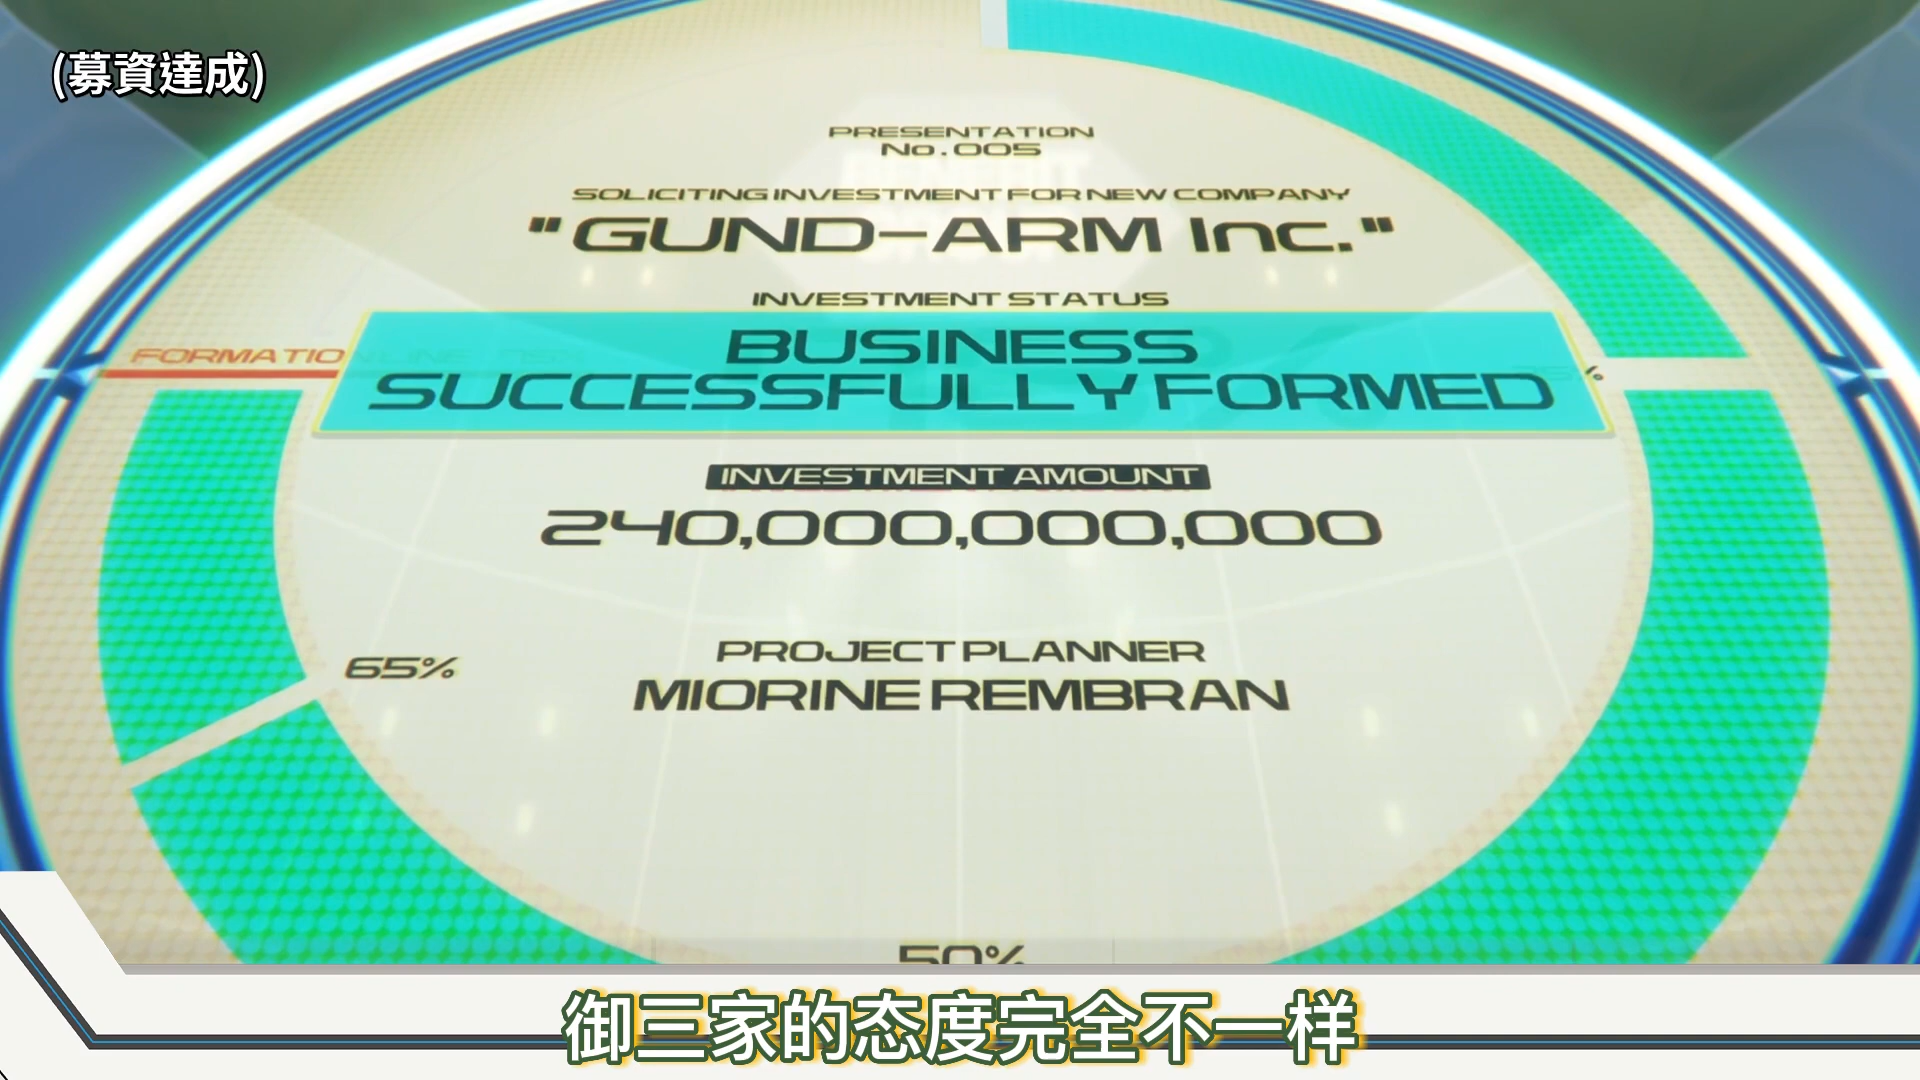 (募資達成)
PRESENTATION
No.005
SOLICITING INVESTMENT FOR NEW COMPANY
"GUND-ARM Inc."
INVESTMENT STATUS
BUSINESS
SUCCESSFULLY FORMED
INVESTMENT AMOUNT
240,000,000,000
65%
PROJECT PLANNER
MIORINE REMBRAN
50%
御三家的态度完全不一样